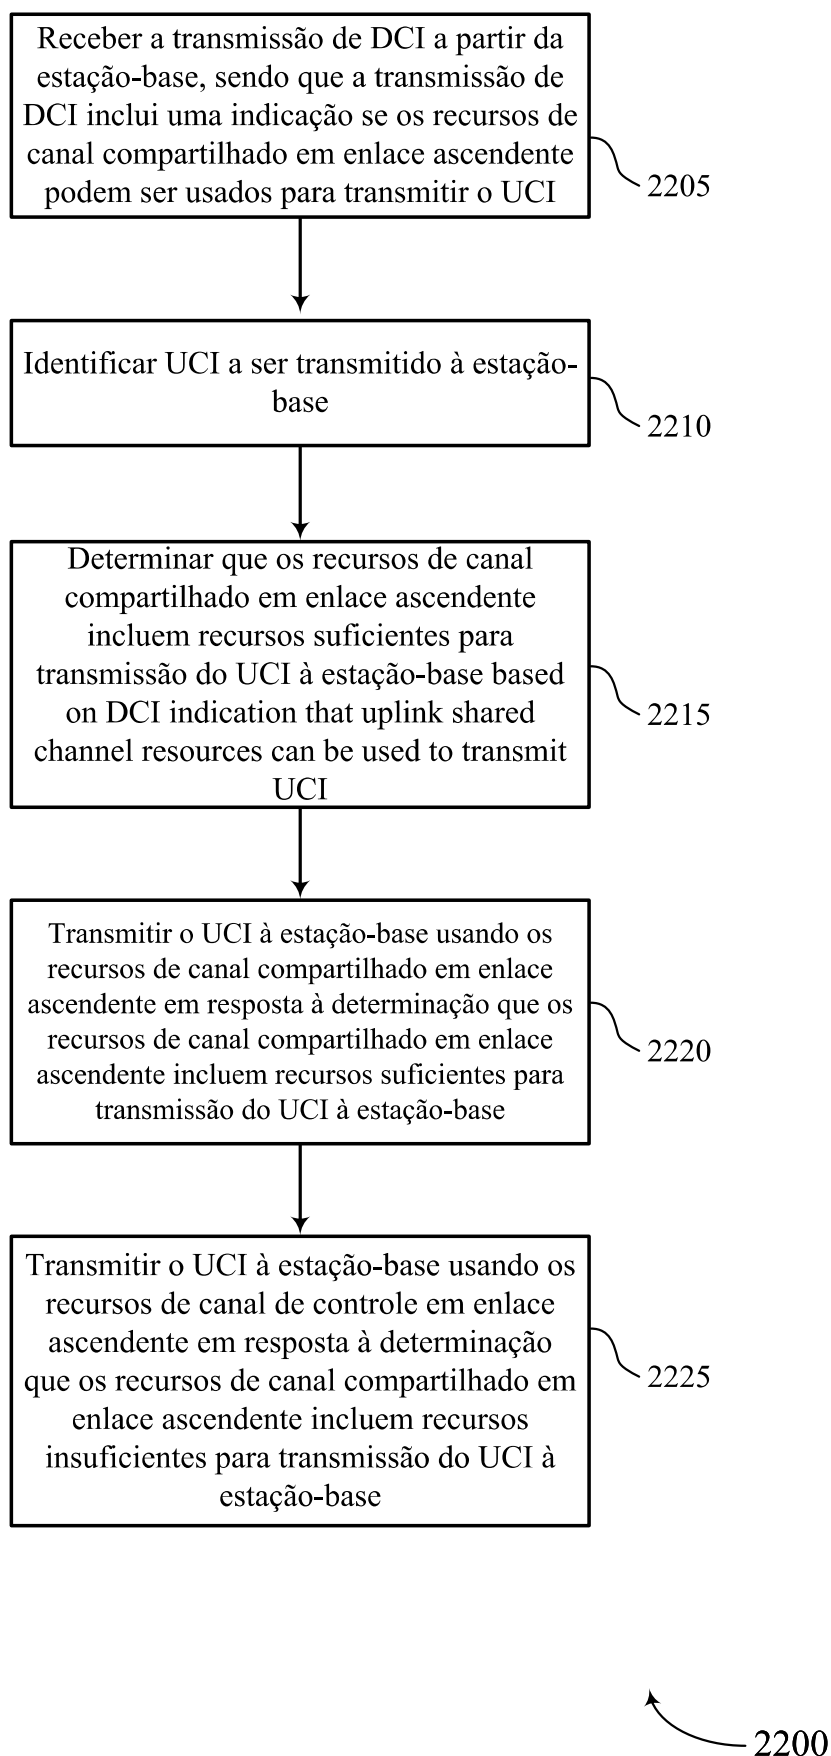 Receber a transmissão de DCI a partir da
estação-base, sendo que a transmissão de
DCI inclui uma indicação se os recursos de
canal compartilhado em enlace ascendente
podem ser usados para transmitir o UCI
2205
Identificar UCI a ser transmitido à estação-
base
2210
Determinar que os recursos de canal
compartilhado em enlace ascendente
incluem recursos suficientes para
transmissão do UCI à estação-base based
on DCI indication that uplink shared
channel resources can be used to transmit
UCI
2215
Transmitir o UCI à estação-base usando os
recursos de canal compartilhado em enlace
ascendente em resposta à determinação que os
recursos de canal compartilhado em enlace
ascendente incluem recursos suficientes para
transmissão do UCI à estação-base
2220
Transmitir o UCI à estação-base usando os
recursos de canal de controle em enlace
ascendente em resposta à determinação
que os recursos de canal compartilhado em
enlace ascendente incluem recursos
insuficientes para transmissão do UCI à
estação-base
2225
2200